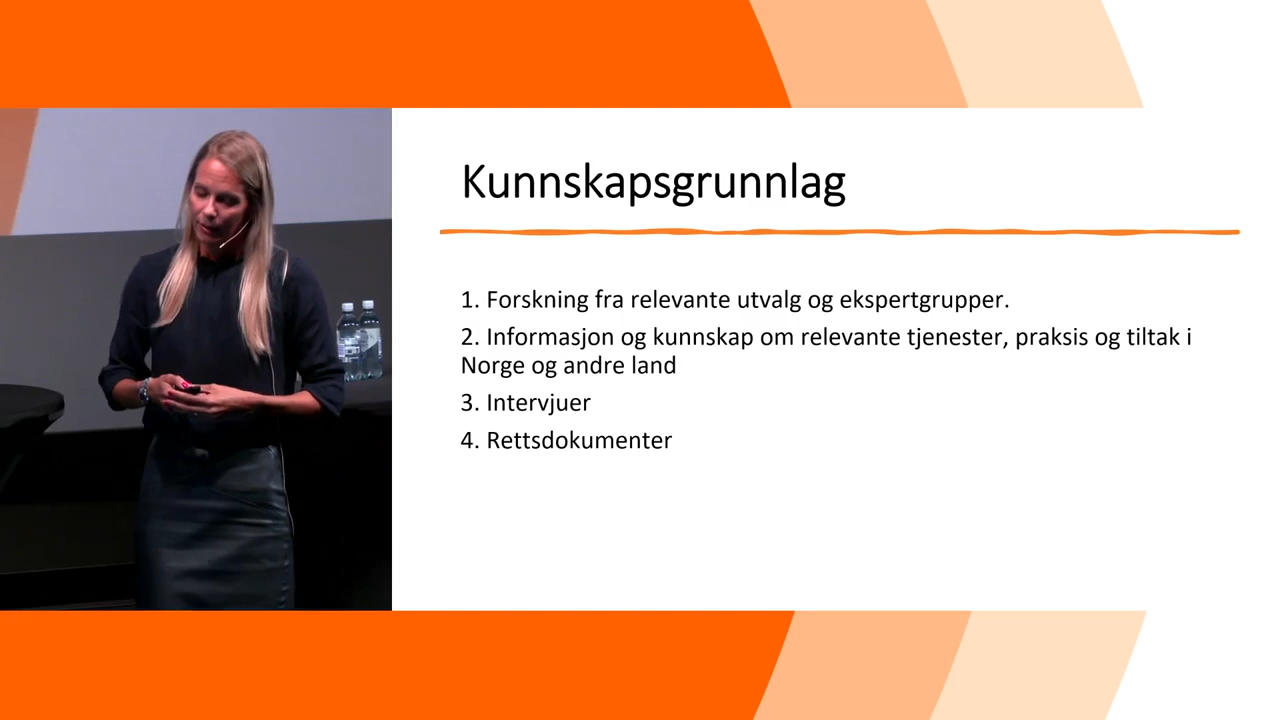 Kunnskapsgrunnlag
1. Forskning fra relevante utvalg og ekspertgrupper.
2. Informasjon og kunnskap om relevante tjenester, praksis og tiltak i
Norge og andre land
3. Intervjuer
4. Rettsdokumenter